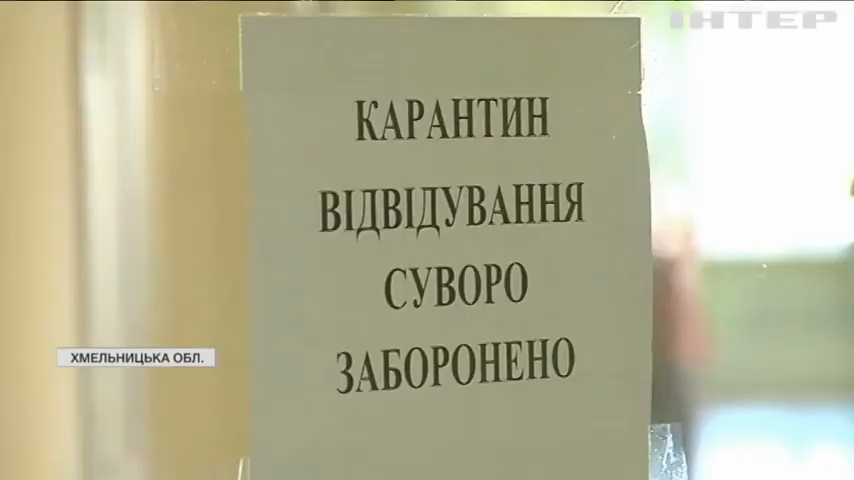 ІНТЕР
КАРАНТИН
ВІДВІДУВАННЯ
СУВОРО
ЗАБОРОНЕНО
ХМЕЛЬНИЦЬКА ОБЛ.